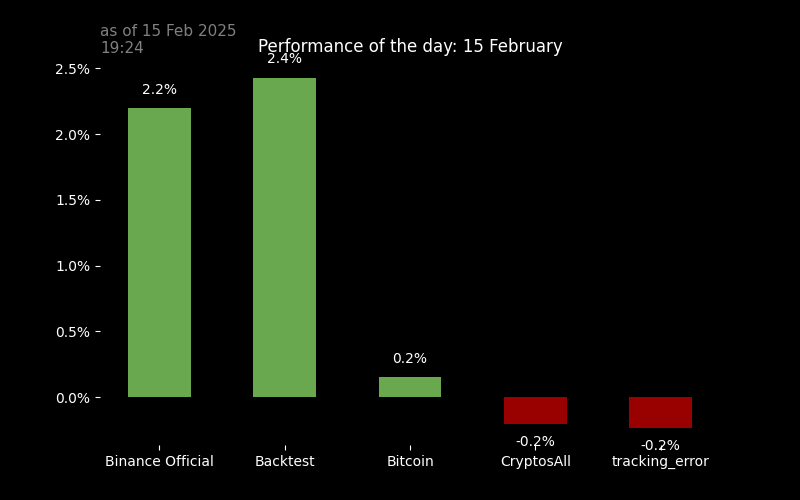 as of 15 Feb 2025
19:24
Performance of the day: 15 February
2.5%
2.0%
1.5%
1.0%
0.5%
0.0%
2.2%
2.4%
0.2%
-0.2%
-0.2%
Binance Official
Backtest
Bitcoin
CryptosAll
tracking_error